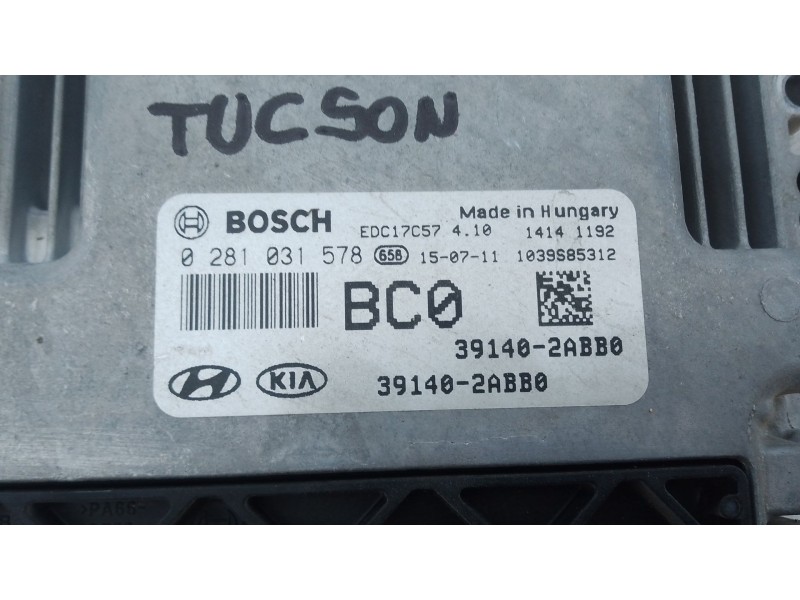 TUCSON
BOSCH EDC17C57 4.10 Made in Hungary 1414 1192
0 281 031 578 658 15-07-11 1039S85312
BC0
39140-2ABB0
KIA 39140-2ABB0
>PA66-